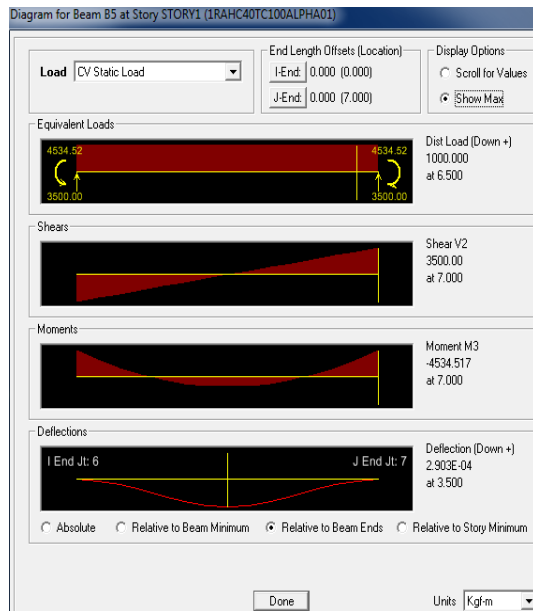 Diagram for Beam B5 at Story STORY1 (1RAHC40TC100ALPHA01)
Load CV Static Load
End Length Offsets (Location)
I-End: 0.000 (0.000)
J-End: 0.000 (7.000)
Display Options
Scroll for Values
Show Max
Equivalent Loads
4534.52 4534.52
3500.00 3500.00
Dist Load (Down +)
1000.000
at 6.500
Shears
Shear V2
3500.00
at 7.000
Moments
Moment M3
-4534.517
at 7.000
Deflections
I End Jt: 6 J End Jt: 7
Deflection (Down +)
2.903E-04
at 3.500
Absolute Relative to Beam Minimum Relative to Beam Ends Relative to Story Minimum
Done Units Kgf-m